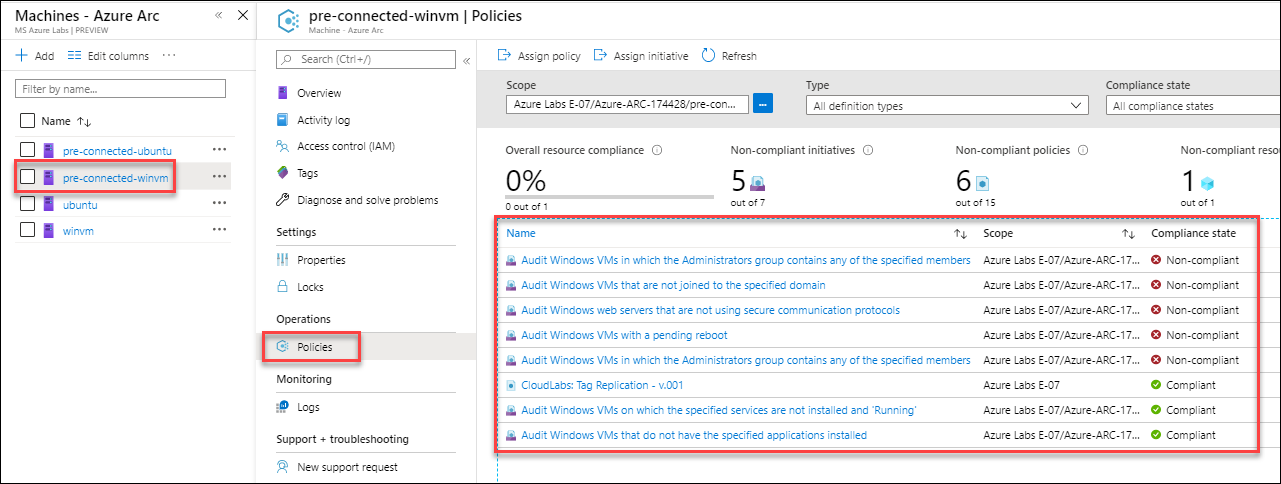 Machines - Azure Arc
MS Azure Labs | PREVIEW
Add
Edit columns
Filter by name...
Name
pre-connected-ubuntu
pre-connected-winvm
ubuntu
winvm
pre-connected-winvm | Policies
Machine - Azure Arc
Search (Ctrl+/)
Overview
Activity log
Access control (IAM)
Tags
Diagnose and solve problems
Settings
Properties
Locks
Operations
Policies
Monitoring
Logs
Support + troubleshooting
New support request
Assign policy
Assign initiative
Refresh
Scope
Azure Labs E-07/Azure-ARC-174428/pre-con...
...
Type
All definition types
Compliance state
All compliance states
Overall resource compliance
0%
0 out of 1
Non-compliant initiatives
5
out of 7
Non-compliant policies
6
out of 15
Non-compliant resou
1
out of 1
Name Scope Compliance state
Audit Windows VMs in which the Administrators group contains any of the specified members Azure Labs E-07/Azure-ARC-17... Non-compliant
Audit Windows VMs that are not joined to the specified domain Azure Labs E-07/Azure-ARC-17... Non-compliant
Audit Windows web servers that are not using secure communication protocols Azure Labs E-07/Azure-ARC-17... Non-compliant
Audit Windows VMs with a pending reboot Azure Labs E-07/Azure-ARC-17... Non-compliant
Audit Windows VMs in which the Administrators group contains any of the specified members Azure Labs E-07/Azure-ARC-17... Non-compliant
CloudLabs: Tag Replication - v.001 Azure Labs E-07 Compliant
Audit Windows VMs on which the specified services are not installed and 'Running' Azure Labs E-07/Azure-ARC-17... Compliant
Audit Windows VMs that do not have the specified applications installed Azure Labs E-07/Azure-ARC-17... Compliant